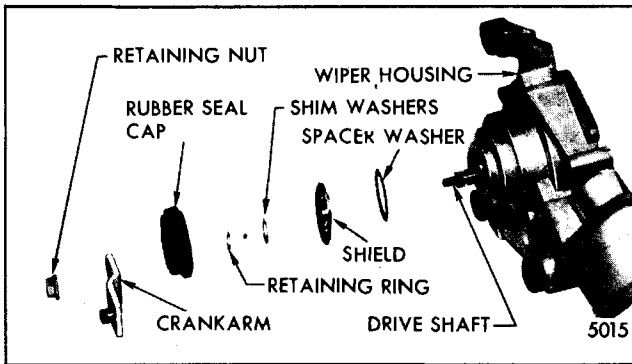 RETAINING NUT
WIPER HOUSING
RUBBER SEAL
CAP
SHIM WASHERS
SPACER WASHER
SHIELD
RETAINING RING
CRANKARM
DRIVE SHAFT
5015